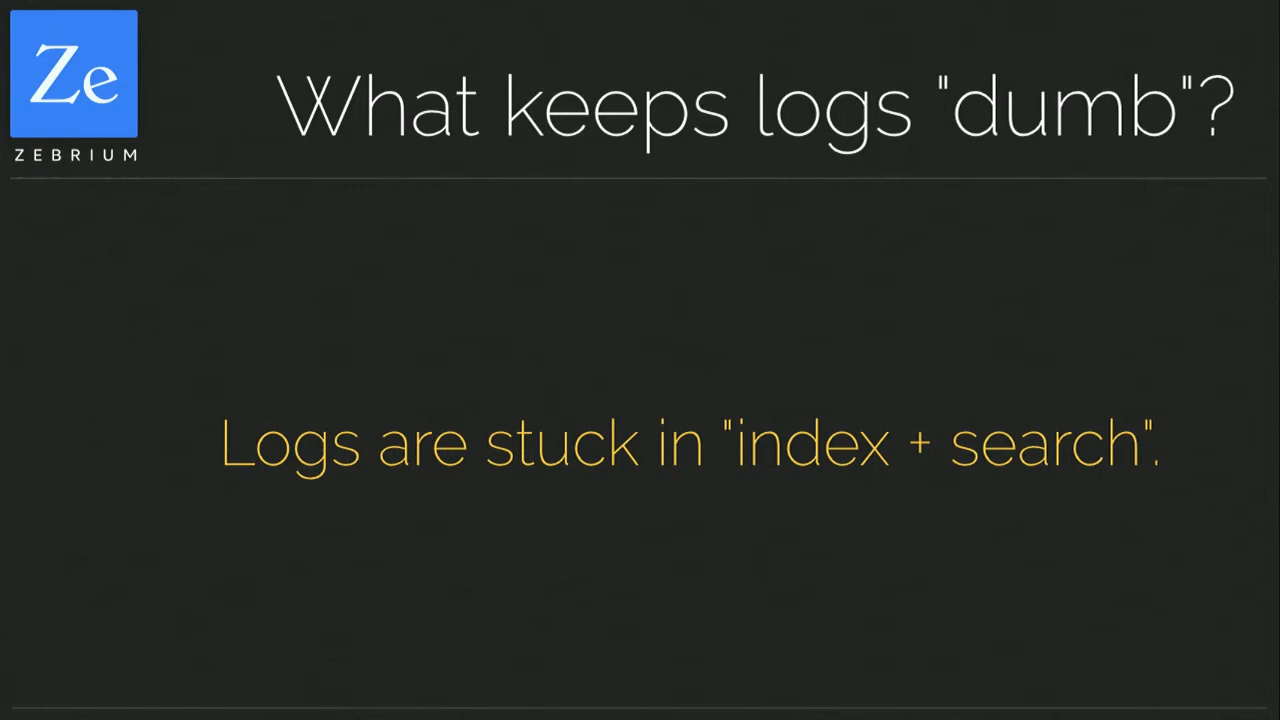 Ze
ZEBRIUM
What keeps logs "dumb"?
Logs are stuck in "index + search".